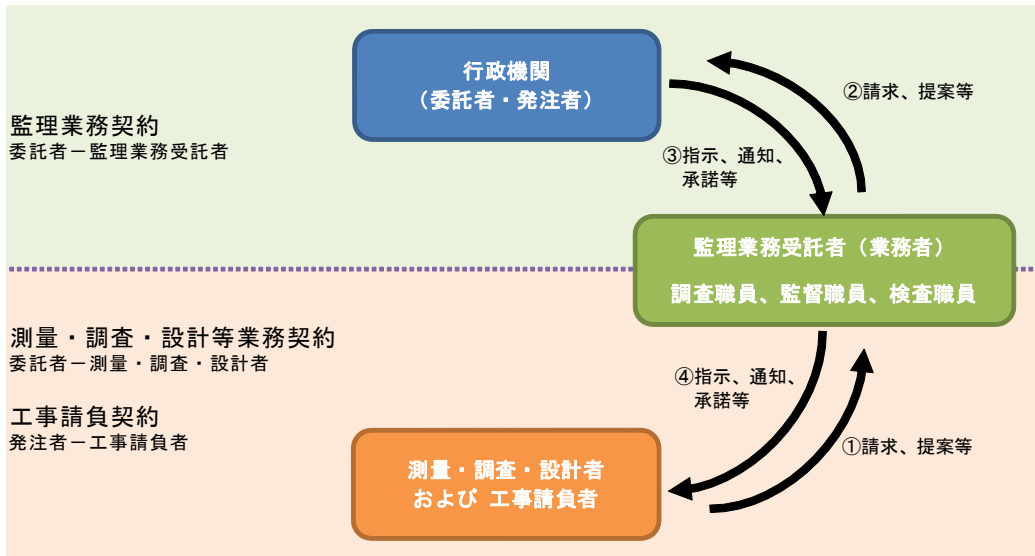 行政機関
（委託者・発注者）
②請求、提案等
監理業務契約
委託者－監理業務受託者
③指示、通知、
承諾等
監理業務受託者（業務者）
調査職員、監督職員、検査職員
測量・調査・設計等業務契約
委託者－測量・調査・設計者
④指示、通知、
承諾等
工事請負契約
発注者－工事請負者
①請求、提案等
測量・調査・設計者
および 工事請負者